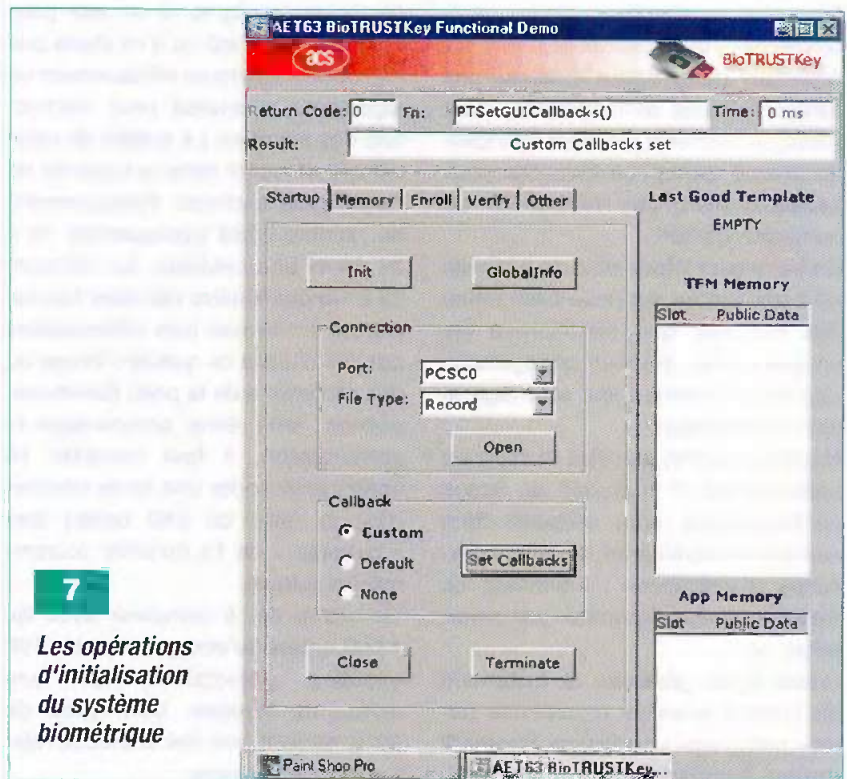 AET63 BioTRUSTKey Functional Demo
acs
BioTRUSTKey
Return Code: 0 Fn: PTSetGUICallbacks() Time: 0 ms
Result: Custom Callbacks set
Startup Memory Enroll Verify Other
Last Good Template
EMPTY
Init GlobalInfo
TFM Memory
Slot Public Data
Connection
Port: PCSC0
File Type: Record
Open
Callback
Custom
Default
None
Set Callbacks
App Memory
Slot Public Data
Close Terminate
Paint Shop Pro
AET63 BioTRUSTKey...
7
Les opérations
d'initialisation
du système
biométrique